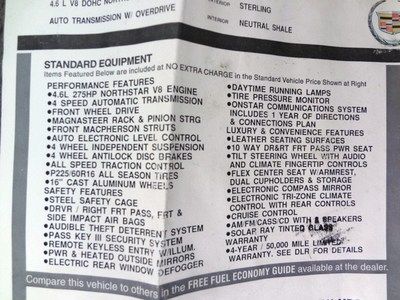 4.6 L V8 DOHC
AUTO TRANSMISSION W/ OVERDRIVE
STERLING
INTERIOR NEUTRAL SHALE
STANDARD EQUIPMENT
Items Featured Below are included at NO EXTRA CHARGE in the Standard Vehicle Price Shown at Right
PERFORMANCE FEATURES
•4.6L 275HP NORTHSTAR V8 ENGINE
•4 SPEED AUTOMATIC TRANSMISSION
•FRONT WHEEL DRIVE
•MAGNASTEER RACK & PINION STRG
•FRONT MACPHERSON STRUTS
•AUTO ELECTRONIC LEVEL CONTROL
•4 WHEEL INDEPENDENT SUSPENSION
•4 WHEEL ANTILOCK DISC BRAKES
•ALL SPEED TRACTION CONTROL
•P225/60R16 ALL SEASON TIRES
•16" CAST ALUMINUM WHEELS
SAFETY FEATURES
•STEEL SAFETY CAGE
•DRVR / RIGHT FRT PASS, FRT &
SIDE IMPACT AIR BAGS
•AUDIBLE THEFT DETERRENT SYSTEM
•PASS KEY III SECURITY SYSTEM
•REMOTE KEYLESS ENTRY W/ILLUM.
•PWR & HEATED OUTSIDE MIRRORS
•ELECTRIC REAR WINDOW DEFOGGER
•DAYTIME RUNNING LAMPS
•TIRE PRESSURE MONITOR
•ONSTAR COMMUNICATIONS SYSTEM
INCLUDES 1 YEAR OF DIRECTIONS
& CONNECTIONS PLAN
LUXURY & CONVENIENCE FEATURES
•LEATHER SEATING SURFACES
•10 WAY DR&RT FRT PASS PWR SEAT
•TILT STEERING WHEEL WITH AUDIO
AND CLIMATE FINGERTIP CONTROLS
•FLEX CENTER SEAT W/ARMREST,
DUAL CUPHOLDERS & STORAGE
•ELECTRONIC COMPASS MIRROR
•ELECTRONIC TRI-ZONE CLIMATE
CONTROL WITH REAR CONTROLS
•CRUISE CONTROL
•AM/FM/CASS/CD WITH 8 SPEAKERS
•SOLAR RAY TINTED GLASS
WARRANTY
•4-YEAR / 50,000 MILE LIMITED
WARRANTY. SEE DLR FOR DETAILS
Compare this vehicle to others in the FREE FUEL ECONOMY GUIDE available at the dealer.